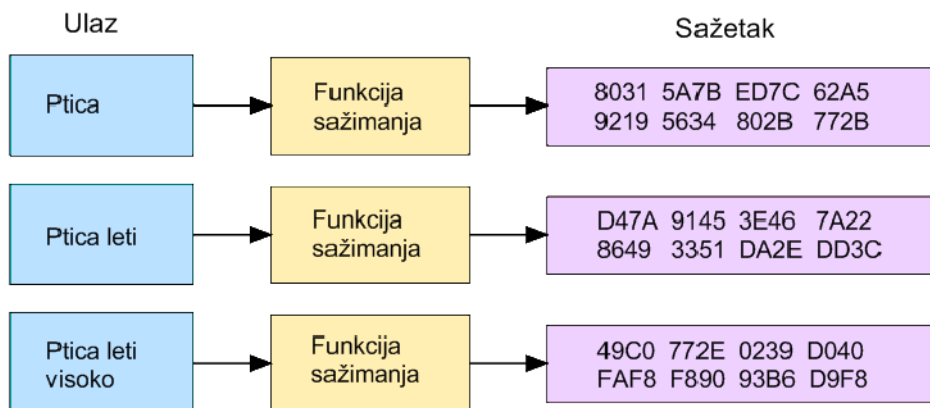 Ulaz
Sažetak
Ptica
Funkcija
sažimanja
8031 5A7B ED7C 62A5
9219 5634 802B 772B
Ptica leti
Funkcija
sažimanja
D47A 9145 3E46 7A22
8649 3351 DA2E DD3C
Ptica leti
visoko
Funkcija
sažimanja
49C0 772E 0239 D040
FAF8 F890 93B6 D9F8